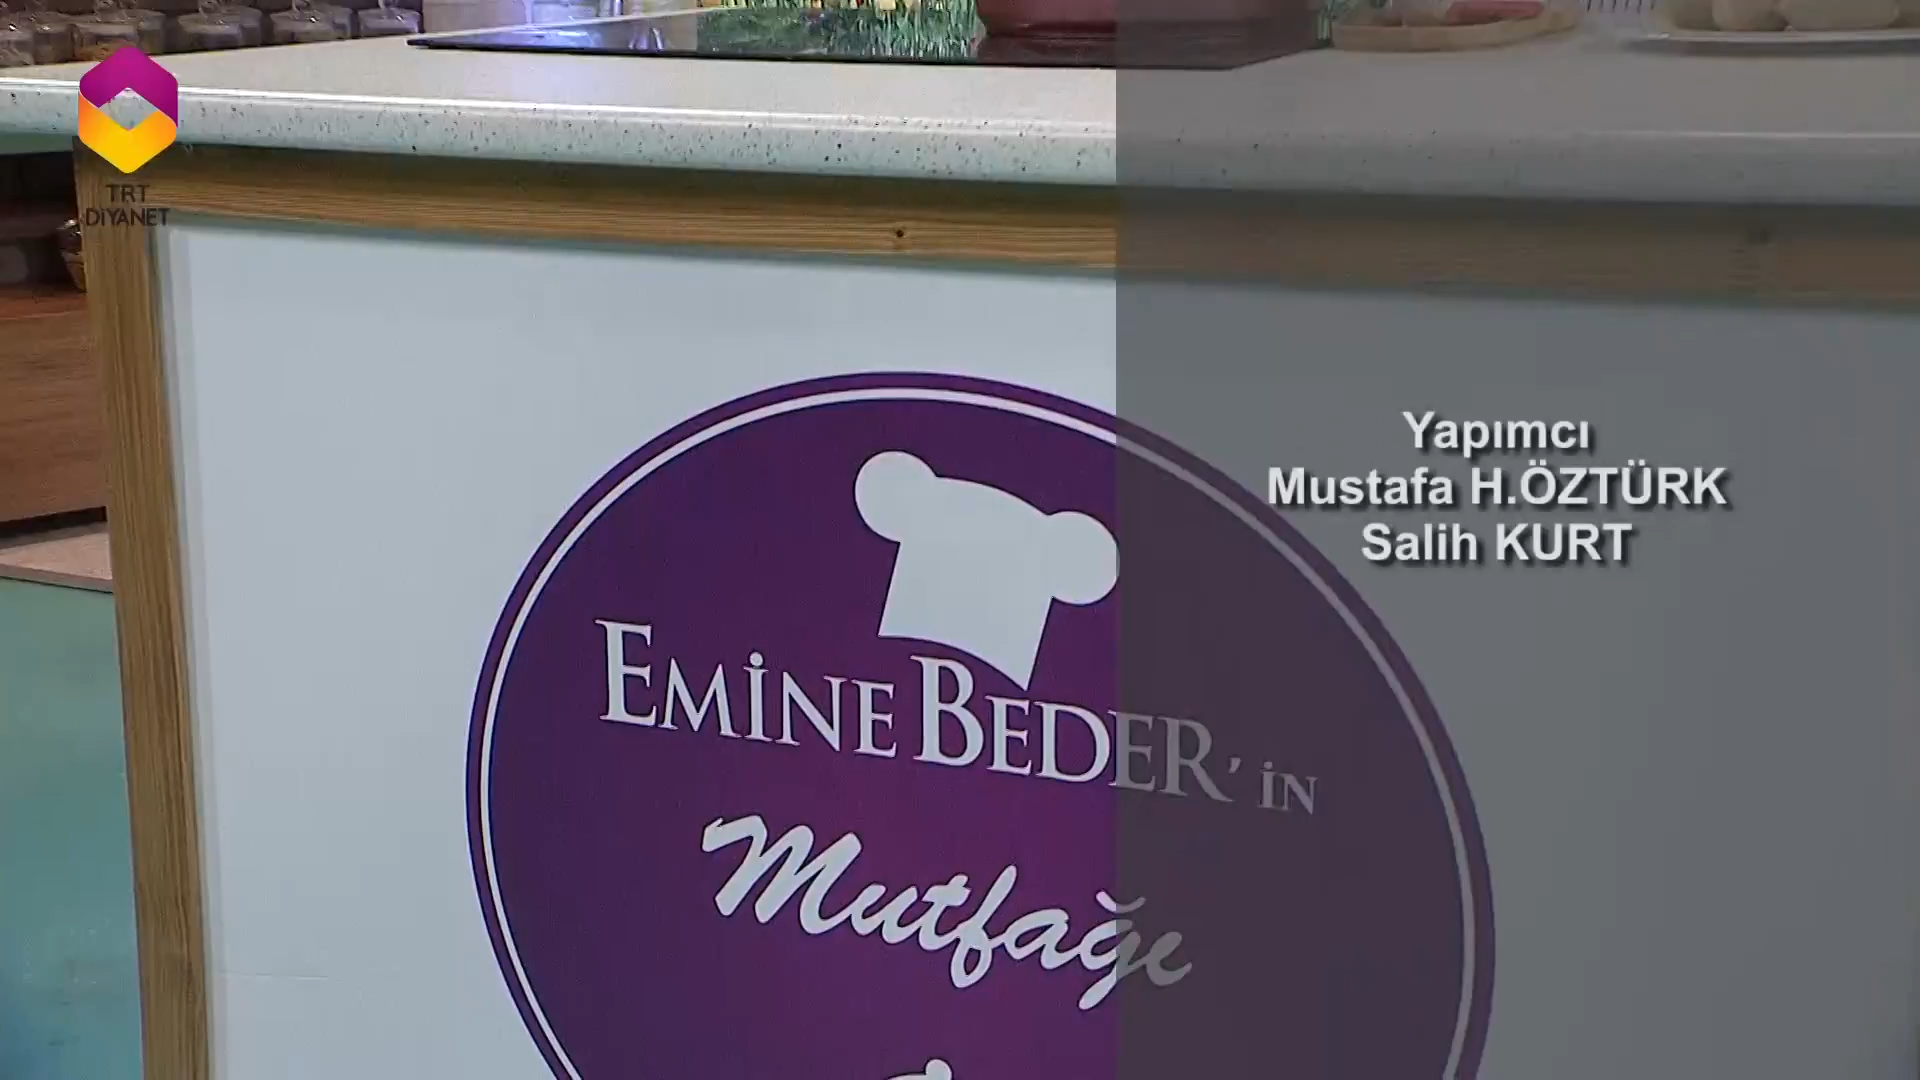 TRT
DİYANET
Yapımcı
Mustafa H.ÖZTÜRK
Salih KURT
EMİNE BEDER'İN
Mutfağı